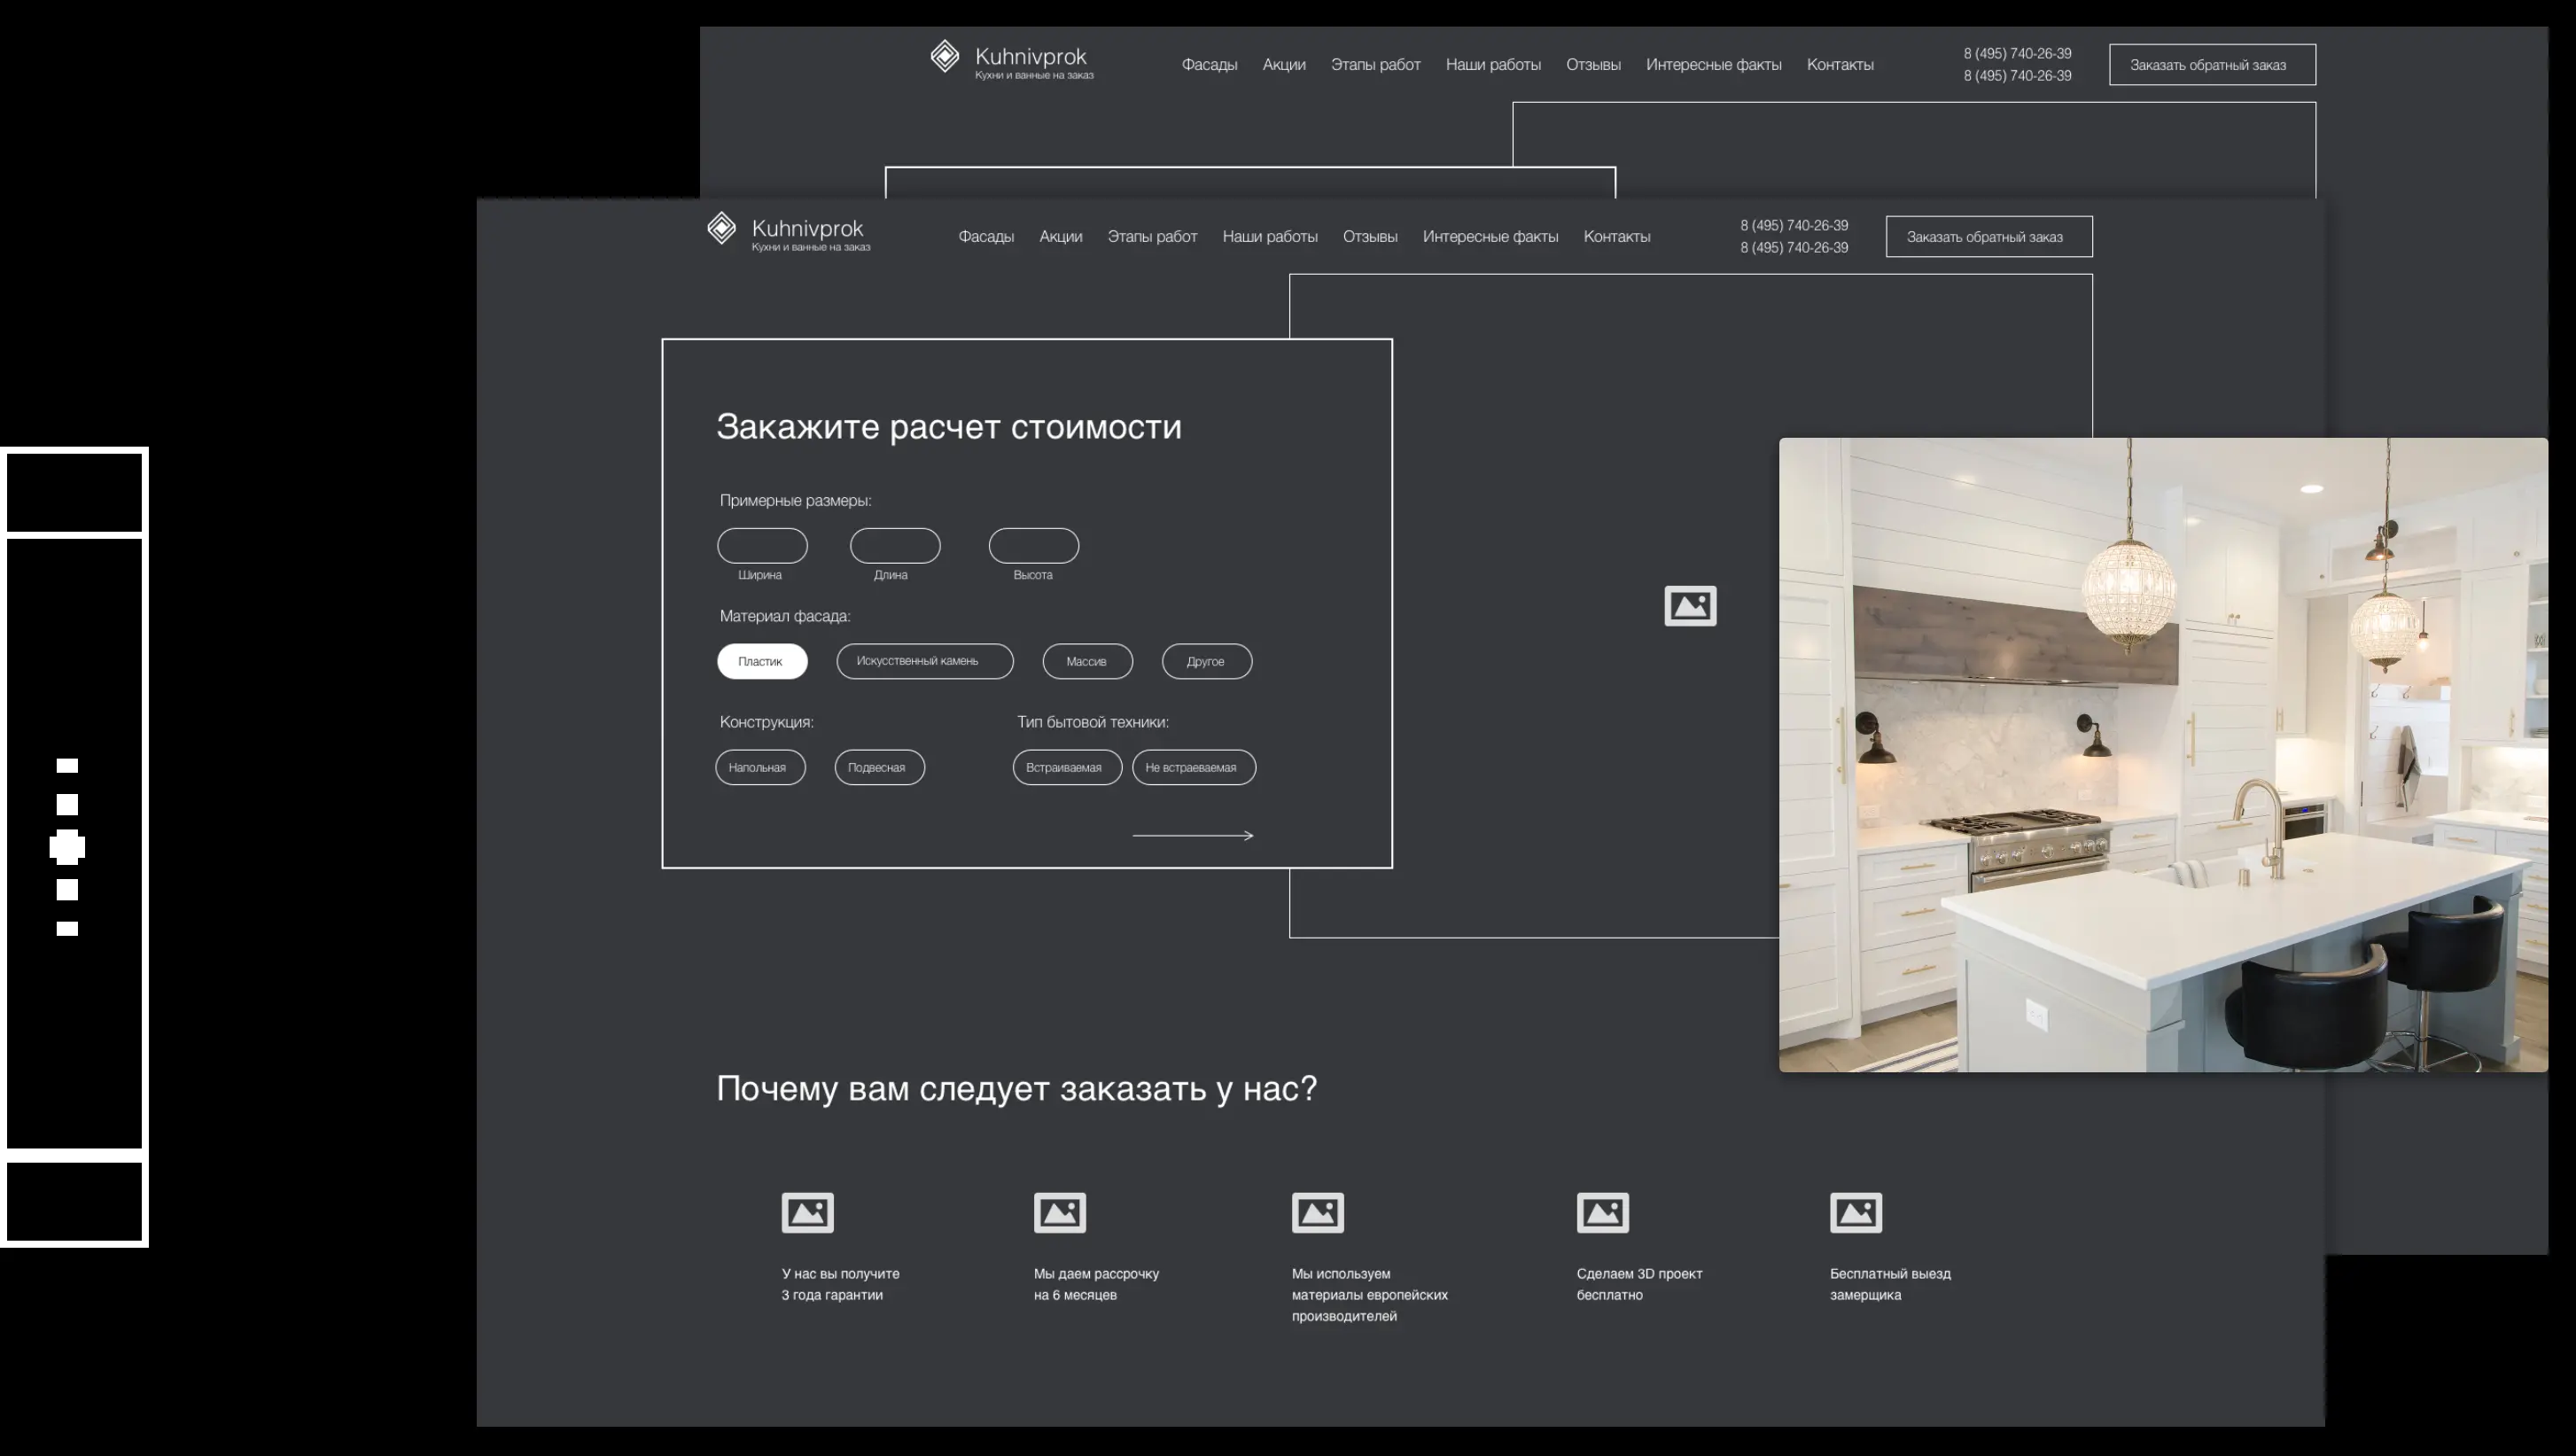 Kuhnivprok
Кухни и ванные на заказ
Фасады Акции Этапы работ Наши работы Отзывы Интересные факты Контакты
8 (495) 740-26-39
8 (495) 740-26-39
Заказать обратный заказ
Kuhnivprok
Кухни и ванные на заказ
Фасады Акции Этапы работ Наши работы Отзывы Интересные факты Контакты
8 (495) 740-26-39
8 (495) 740-26-39
Заказать обратный заказ
Закажите расчет стоимости
Примерные размеры:
Ширина Длина Высота
Материал фасада:
Пластик Искусственный камень Массив Другое
Конструкция: Тип бытовой техники:
Напольная Подвесная Встраиваемая Не встраеваемая
Почему вам следует заказать у нас?
У нас вы получите
3 года гарантии
Мы даем рассрочку
на 6 месяцев
Мы используем
материалы европейских
производителей
Сделаем 3D проект
бесплатно
Бесплатный выезд
замерщика